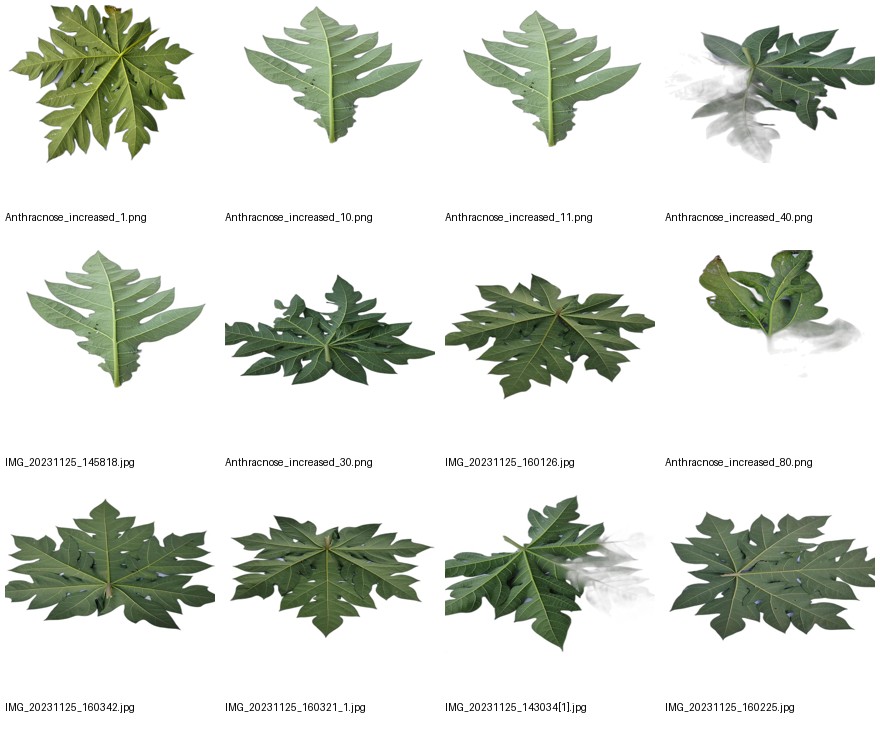 Anthracnose_increased_1.png
Anthracnose_increased_10.png
Anthracnose_increased_11.png
Anthracnose_increased_40.png
IMG_20231125_145818.jpg
Anthracnose_increased_30.png
IMG_20231125_160126.jpg
Anthracnose_increased_80.png
IMG_20231125_160342.jpg
IMG_20231125_160321_1.jpg
IMG_20231125_143034[1].jpg
IMG_20231125_160225.jpg